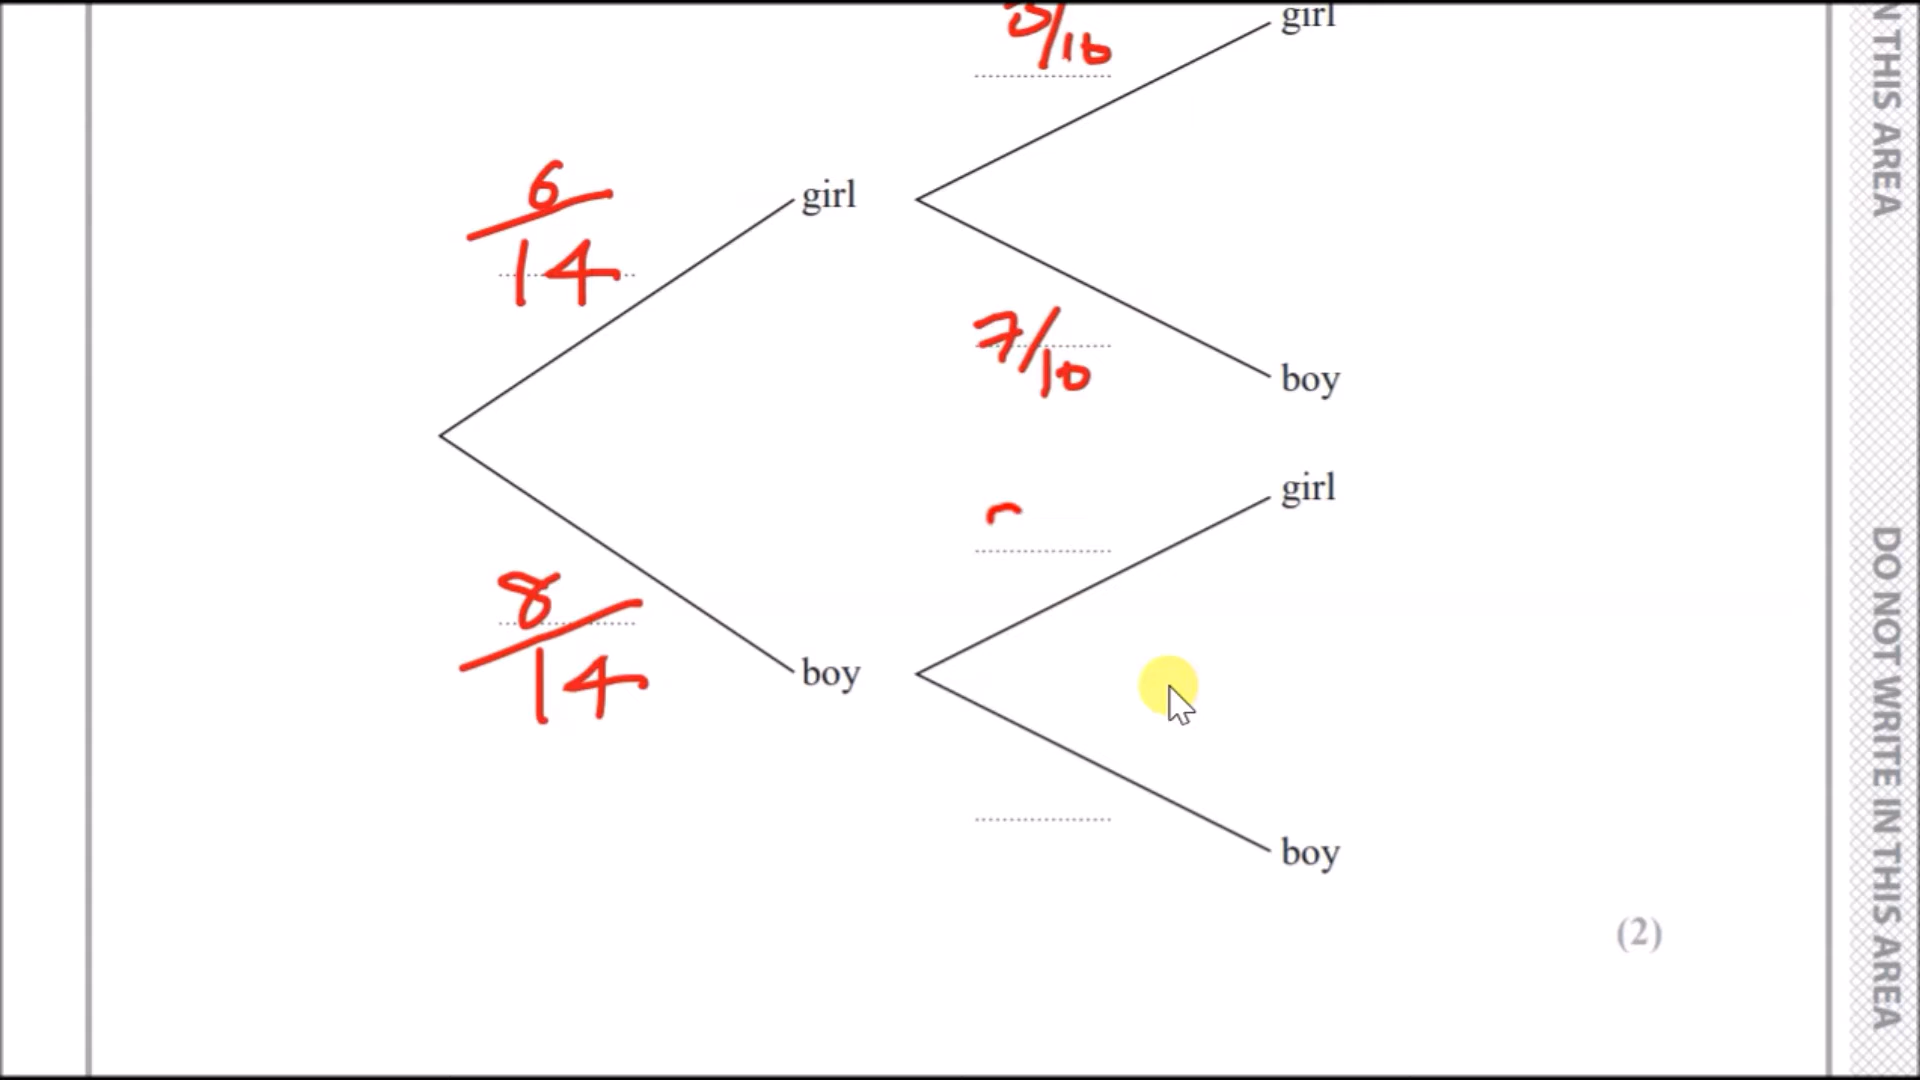 girl
3/10
6
14
girl
7/10
boy
girl
8
14
boy
boy
(2)
N THIS AREA
DO NOT WRITE IN THIS AREA